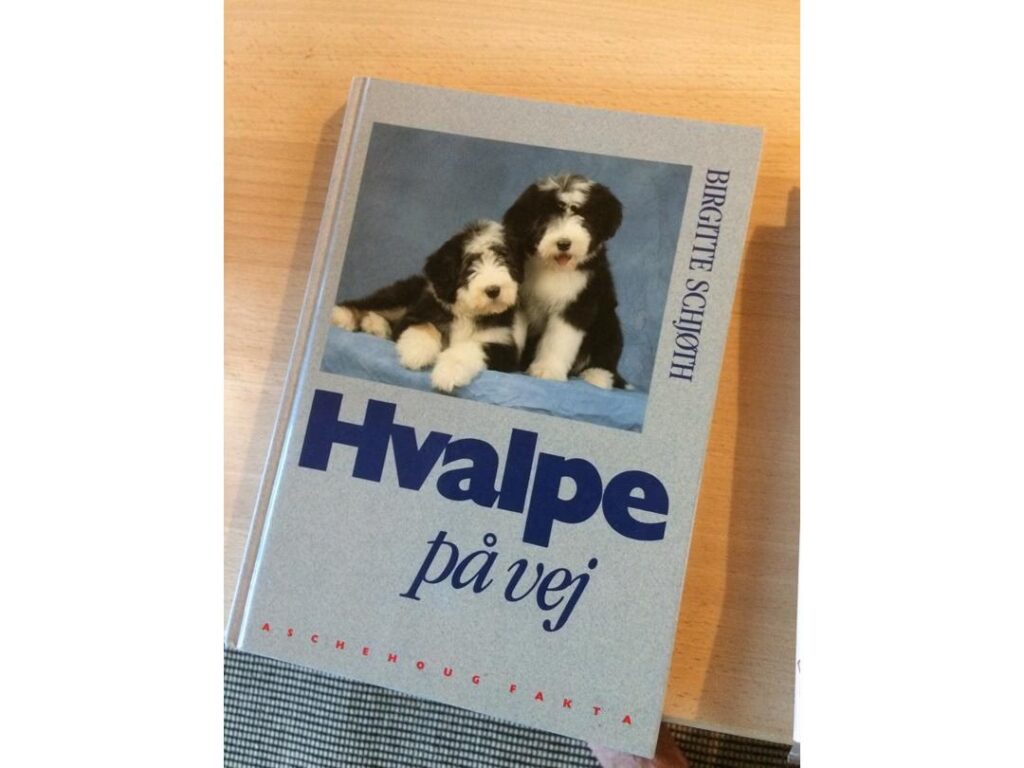 BIRGITTE SCHJØTH
Hvalpe
på vej
ASCHEHOUG FAKTA